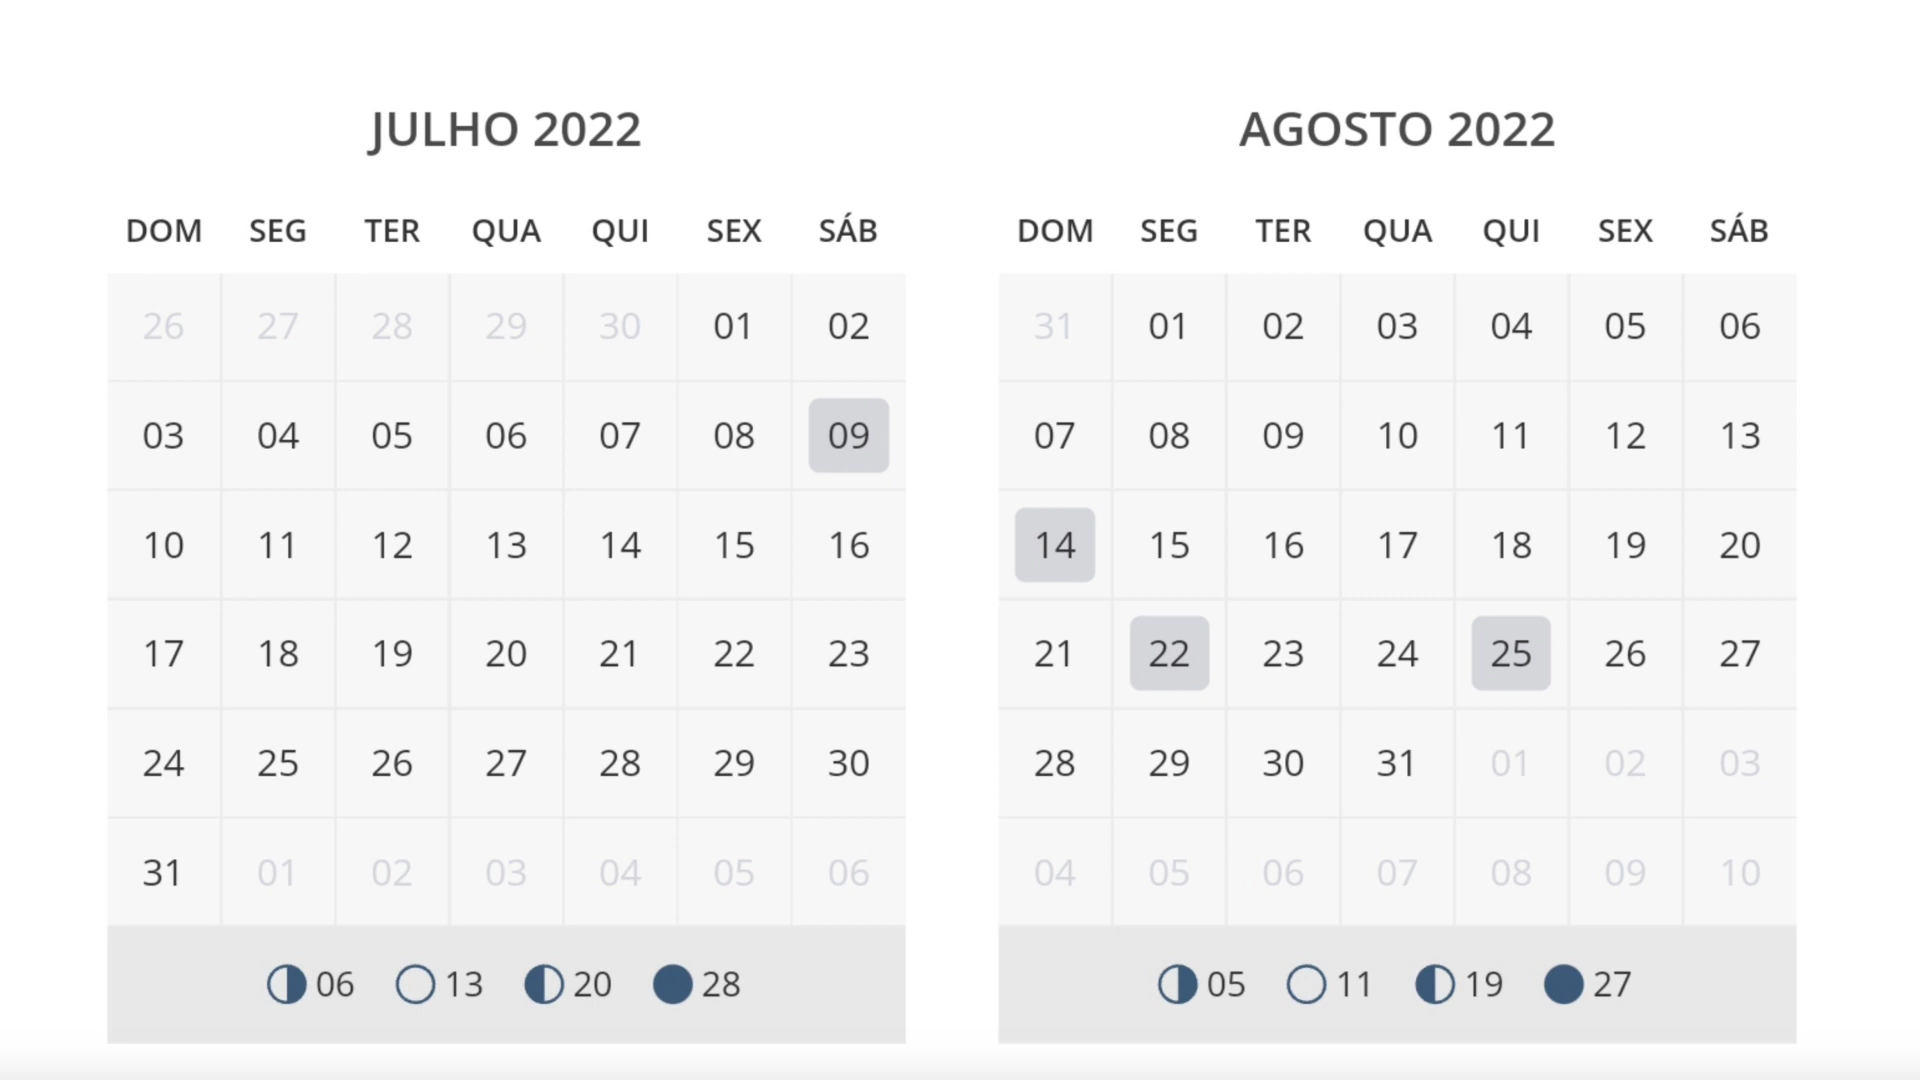 JULHO 2022
DOM SEG TER QUA QUI SEX SÁB
26 27 28 29 30 01 02
03 04 05 06 07 08 09
10 11 12 13 14 15 16
17 18 19 20 21 22 23
24 25 26 27 28 29 30
31 01 02 03 04 05 06
06 13 20 28
AGOSTO 2022
DOM SEG TER QUA QUI SEX SÁB
31 01 02 03 04 05 06
07 08 09 10 11 12 13
14 15 16 17 18 19 20
21 22 23 24 25 26 27
28 29 30 31 01 02 03
04 05 06 07 08 09 10
05 11 19 27